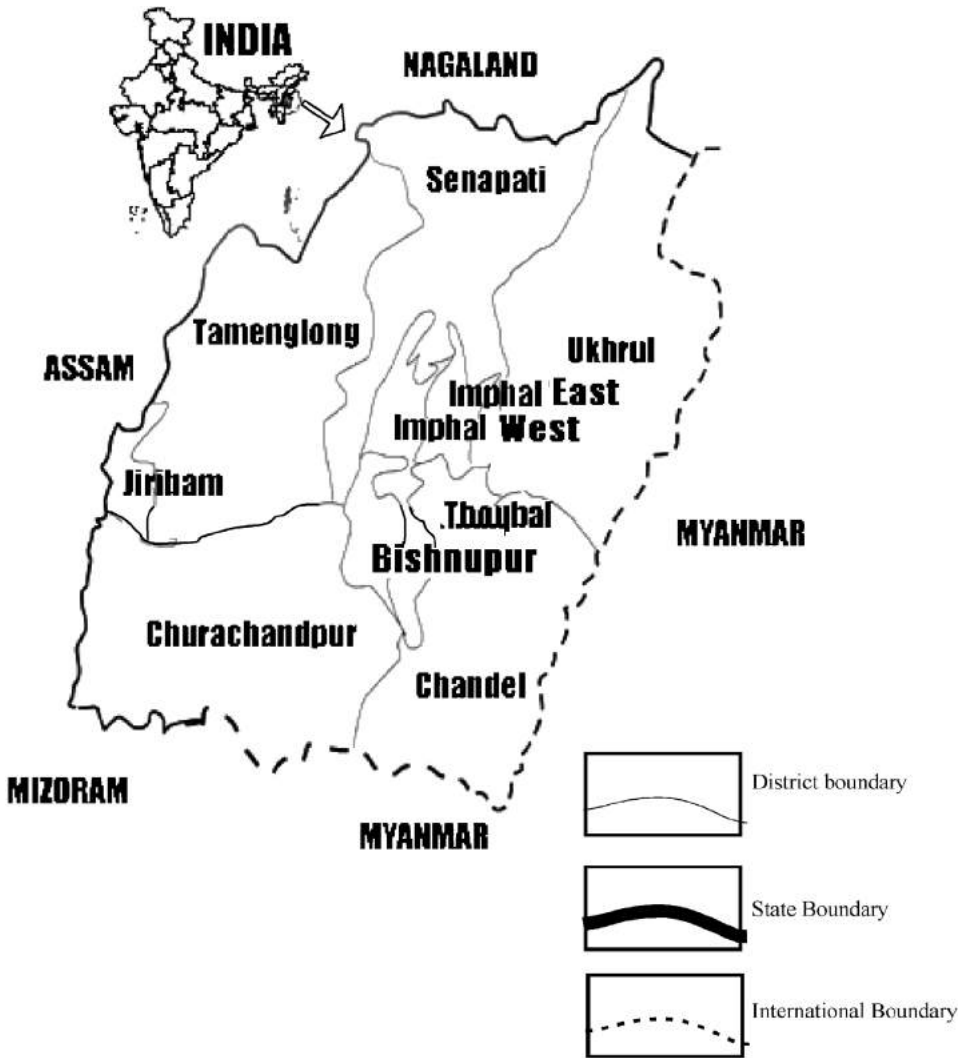 INDIA
NAGALAND
Senapati
Tamenglong
ASSAM
Ukhrul
Imphal East
Imphal West
Jiribam
Thoubal
MYANMAR
Bishnupur
Churachandpur
Chandel
MIZORAM
MYANMAR
District boundary
State Boundary
International Boundary